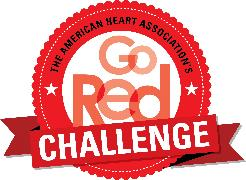 THE AMERICAN HEART ASSOCIATION'S
Go
Red
CHALLENGE